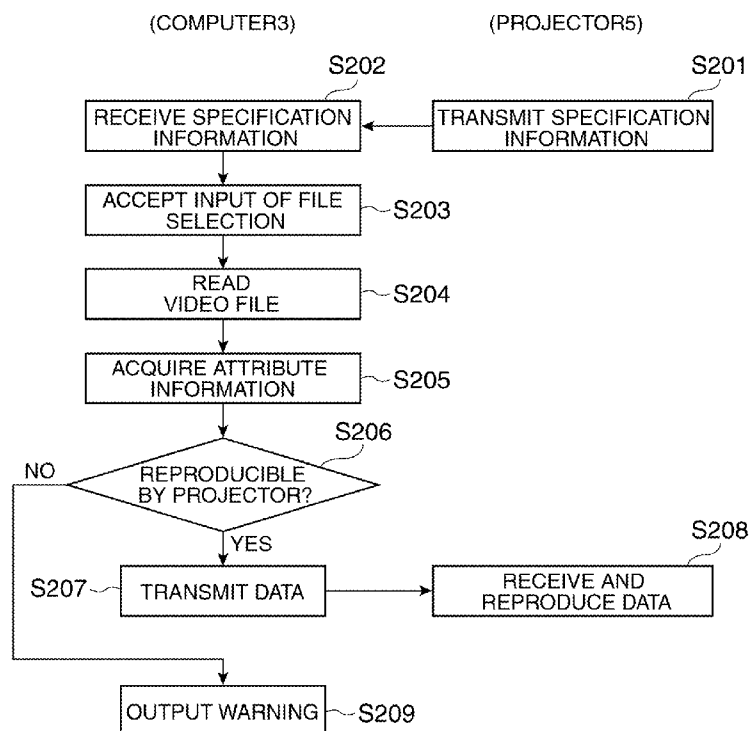 (COMPUTER3)
(PROJECTOR5)
S202
S201
RECEIVE SPECIFICATION
INFORMATION
TRANSMIT SPECIFICATION
INFORMATION
ACCEPT INPUT OF FILE
SELECTION
S203
READ
VIDEO FILE
S204
ACQUIRE ATTRIBUTE
INFORMATION
S205
S206
NO
REPRODUCIBLE
BY PROJECTOR?
YES
S208
S207
TRANSMIT DATA
RECEIVE AND
REPRODUCE DATA
OUTPUT WARNING
S209